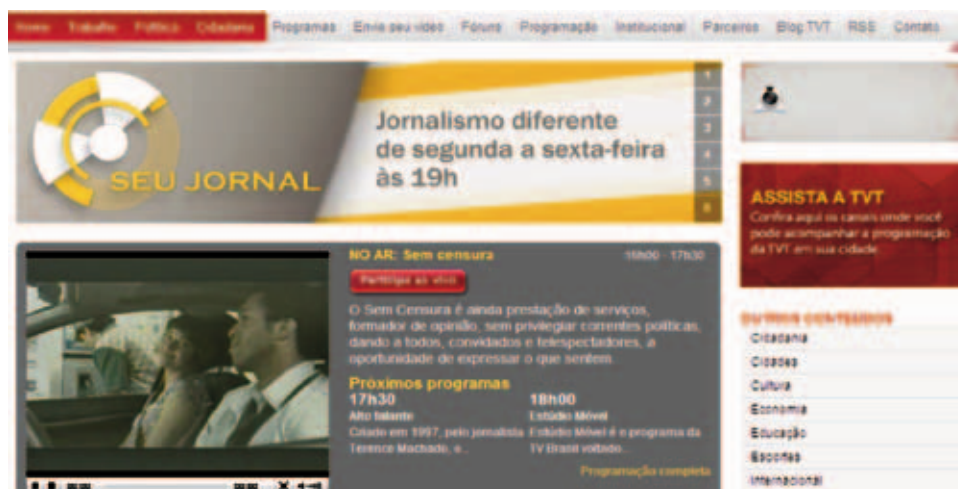 Home Trabalho Política Cidadania Programas Envie seu vídeo Fóruns Programação Institucional Parceiros Blog TVT RSS Contato
SEU JORNAL
Jornalismo diferente
de segunda a sexta-feira
às 19h
1
2
3
4
5
6
ASSISTA A TVT
Confira aqui os canais onde você
pode acompanhar a programação
da TVT em sua cidade
NO AR: Sem censura 16h00 - 17h30
Participe ao vivo
O Sem Censura é ainda prestação de serviços,
formador de opinião, sem privilegiar correntes políticas,
dando a todos, convidados e telespectadores, a
oportunidade de expressar o que sentem.
Próximos programas
17h30
Alto falante
Criado em 1997, pelo jornalista
Terence Machado, o...
18h00
Estúdio Móvel
Estúdio Móvel é o programa da
TV Brasil voltado...
Programação completa
OUTROS CONTEÚDOS
Cidadania
Cidades
Cultura
Economia
Educação
Esportes
Internacional